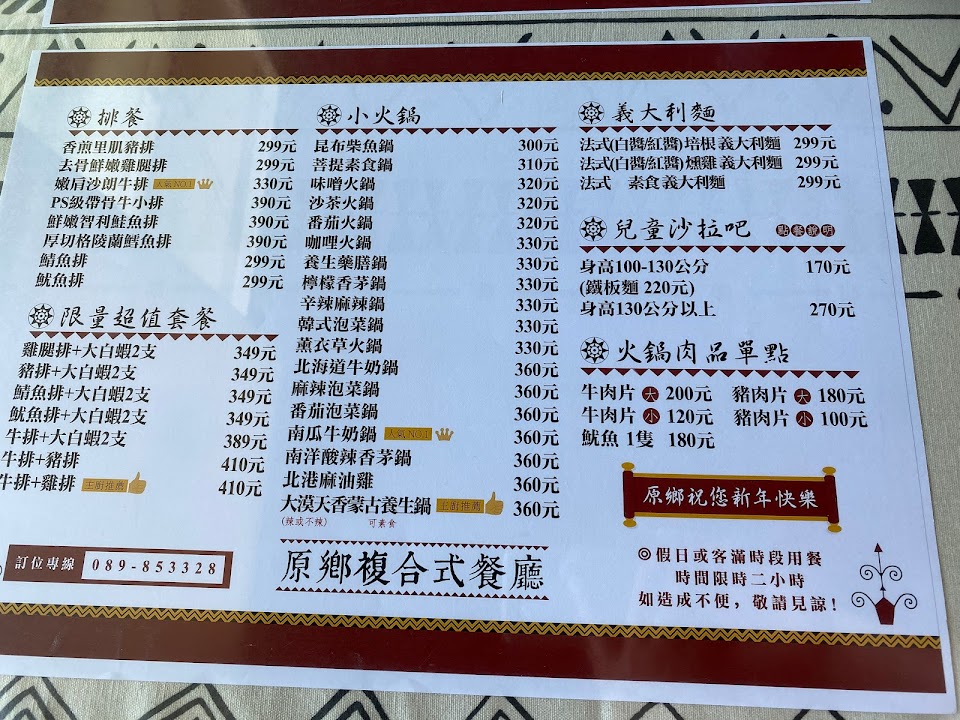 排餐
香煎里肌豬排 299元
去骨鮮嫩雞腿排 299元
嫩肩沙朗牛排 人氣NO.1 330元
PS級帶骨牛小排 390元
鮮嫩智利鮭魚排 390元
厚切格陵蘭鱈魚排 390元
鯖魚排 299元
魷魚排 299元
限量超值套餐
雞腿排+大白蝦2支 349元
豬排+大白蝦2支 349元
鯖魚排+大白蝦2支 349元
魷魚排+大白蝦2支 349元
牛排+大白蝦2支 389元
牛排+豬排 410元
牛排+雞排 主廚推薦 410元
訂位專線 089-853328
小火鍋
昆布柴魚鍋 300元
菩提素食鍋 310元
味噌火鍋 320元
沙茶火鍋 320元
番茄火鍋 320元
咖哩火鍋 330元
養生藥膳鍋 330元
檸檬香茅鍋 330元
辛辣麻辣鍋 330元
韓式泡菜鍋 330元
薰衣草火鍋 330元
北海道牛奶鍋 360元
麻辣泡菜鍋 360元
番茄泡菜鍋 360元
南瓜牛奶鍋 人氣NO.1 360元
南洋酸辣香茅鍋 360元
北港麻油雞 360元
大漠天香蒙古養生鍋 主廚推薦 360元
(辣或不辣) 可素食
原鄉複合式餐廳
義大利麵
法式(白醬/紅醬)培根義大利麵 299元
法式(白醬/紅醬)燻雞義大利麵 299元
法式 素食義大利麵 299元
兒童沙拉吧 點餐說明
身高100-130公分 170元
(鐵板麵 220元)
身高130公分以上 270元
火鍋肉品單點
牛肉片 大 200元 豬肉片 大 180元
牛肉片 小 120元 豬肉片 小 100元
魷魚 1隻 180元
原鄉祝您新年快樂
◎假日或客滿時段用餐
時間限時二小時
如造成不便，敬請見諒！